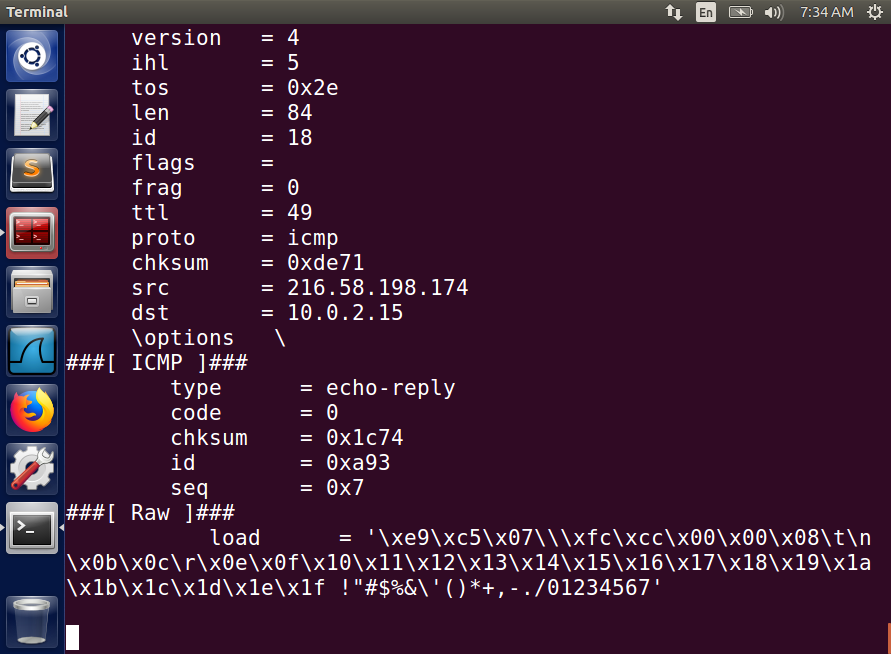 Terminal En 7:34 AM
version = 4
ihl = 5
tos = 0x2e
len = 84
id = 18
flags =
frag = 0
ttl = 49
proto = icmp
chksum = 0xde71
src = 216.58.198.174
dst = 10.0.2.15
\options \
###[ ICMP ]###
type = echo-reply
code = 0
chksum = 0x1c74
id = 0xa93
seq = 0x7
###[ Raw ]###
load = '\xe9\xc5\x07\\\xfc\xcc\x00\x00\x08\t\n
\x0b\x0c\r\x0e\x0f\x10\x11\x12\x13\x14\x15\x16\x17\x18\x19\x1a
\x1b\x1c\x1d\x1e\x1f !"#$%&\'()*+,-./01234567'